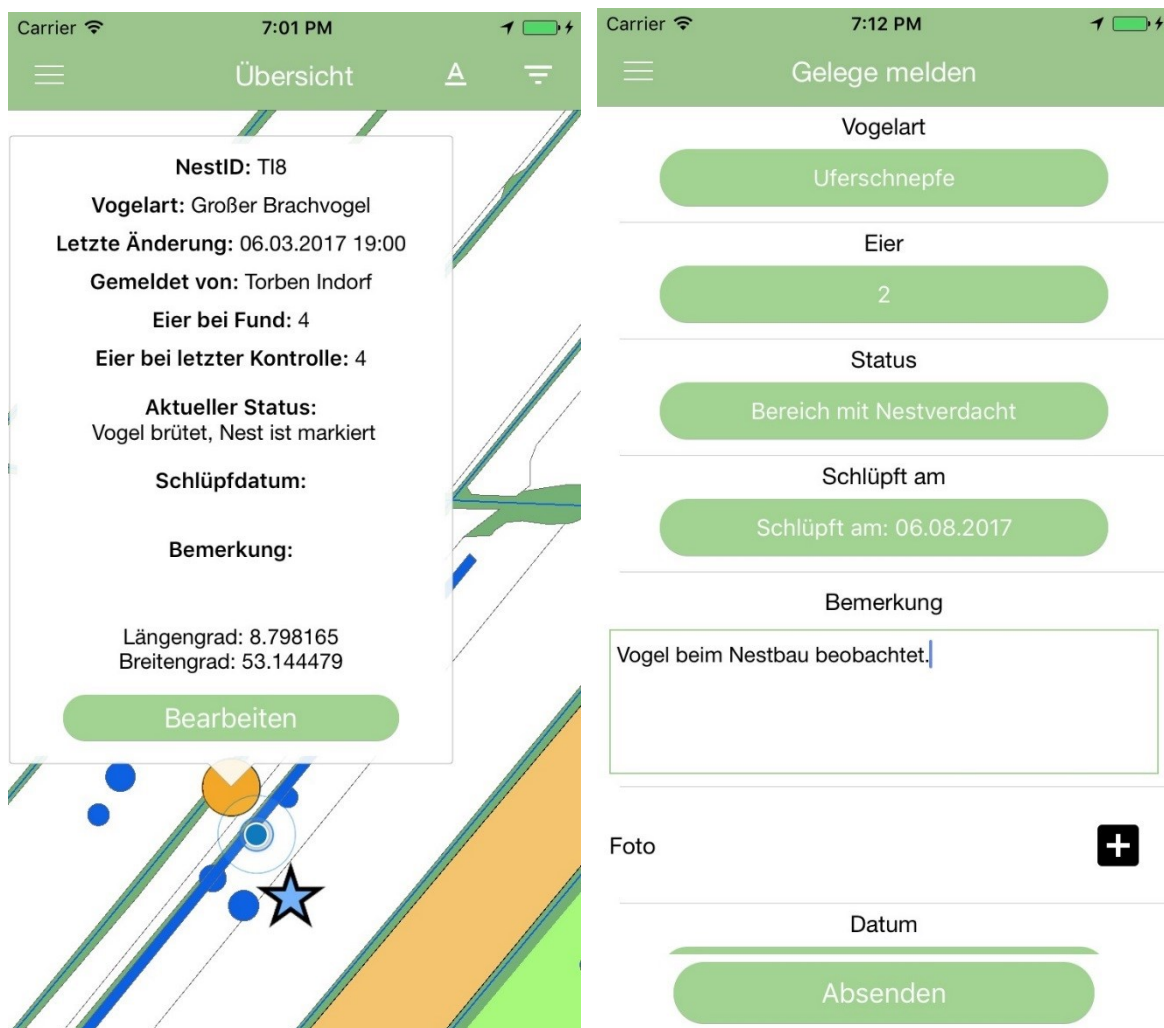 Carrier 7:01 PM
Übersicht A
NestID: TI8
Vogelart: Großer Brachvogel
Letzte Änderung: 06.03.2017 19:00
Gemeldet von: Torben Indorf
Eier bei Fund: 4
Eier bei letzter Kontrolle: 4
Aktueller Status:
Vogel brütet, Nest ist markiert
Schlüpfdatum:
Bemerkung:
Längengrad: 8.798165
Breitengrad: 53.144479
Bearbeiten
Carrier 7:12 PM
Gelege melden
Vogelart
Uferschnepfe
Eier
2
Status
Bereich mit Nestverdacht
Schlüpft am
Schlüpft am: 06.08.2017
Bemerkung
Vogel beim Nestbau beobachtet.
Foto
Datum
Absenden